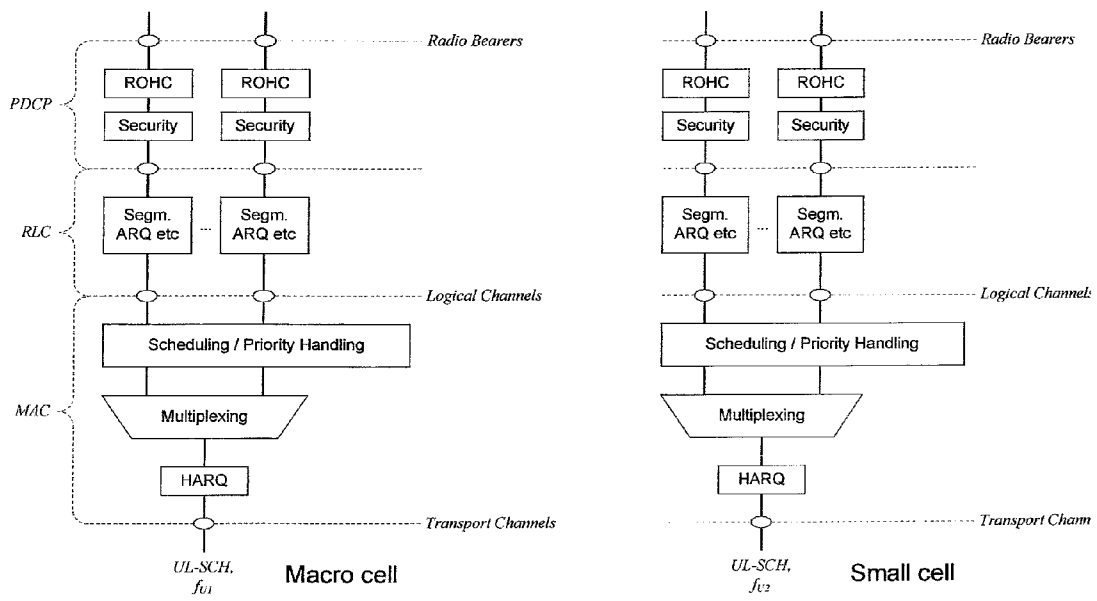 Radio Bearers
ROHC
ROHC
PDCP
Security
Security
Segm.
ARQ etc
...
Segm.
ARQ etc
RLC
Logical Channels
Scheduling / Priority Handling
MAC
Multiplexing
HARQ
Transport Channels
UL-SCH,
fU1
Macro cell
Radio Bearers
ROHC
ROHC
Security
Security
Segm.
ARQ etc
...
Segm.
ARQ etc
Logical Channels
Scheduling / Priority Handling
Multiplexing
HARQ
Transport Chann
UL-SCH,
fU2
Small cell